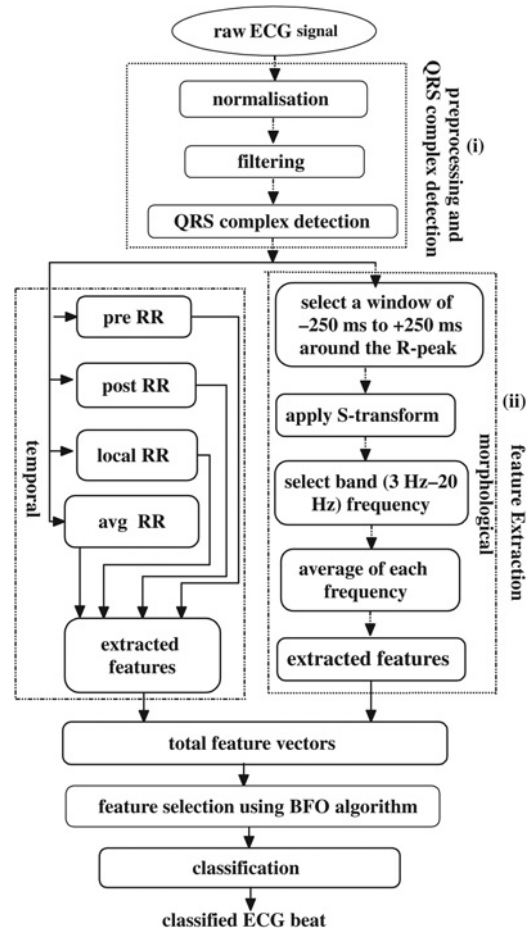 raw ECG signal
normalisation
filtering
QRS complex detection
preprocessing and
QRS complex detection
(i)
pre RR
post RR
local RR
avg RR
extracted
features
temporal
select a window of
–250 ms to +250 ms
around the R-peak
apply S-transform
select band (3 Hz–20
Hz) frequency
average of each
frequency
extracted features
morphological
feature Extraction
(ii)
total feature vectors
feature selection using BFO algorithm
classification
classified ECG beat